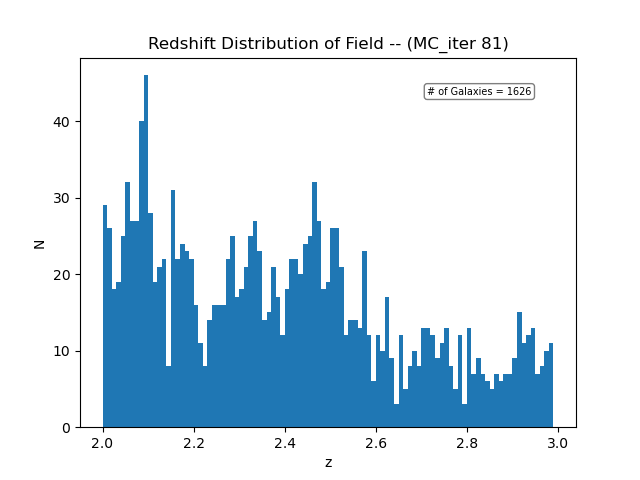 Redshift Distribution of Field -- (MC_iter 81)
# of Galaxies = 1626
40
30
20
10
0
N
2.0 2.2 2.4 2.6 2.8 3.0
z